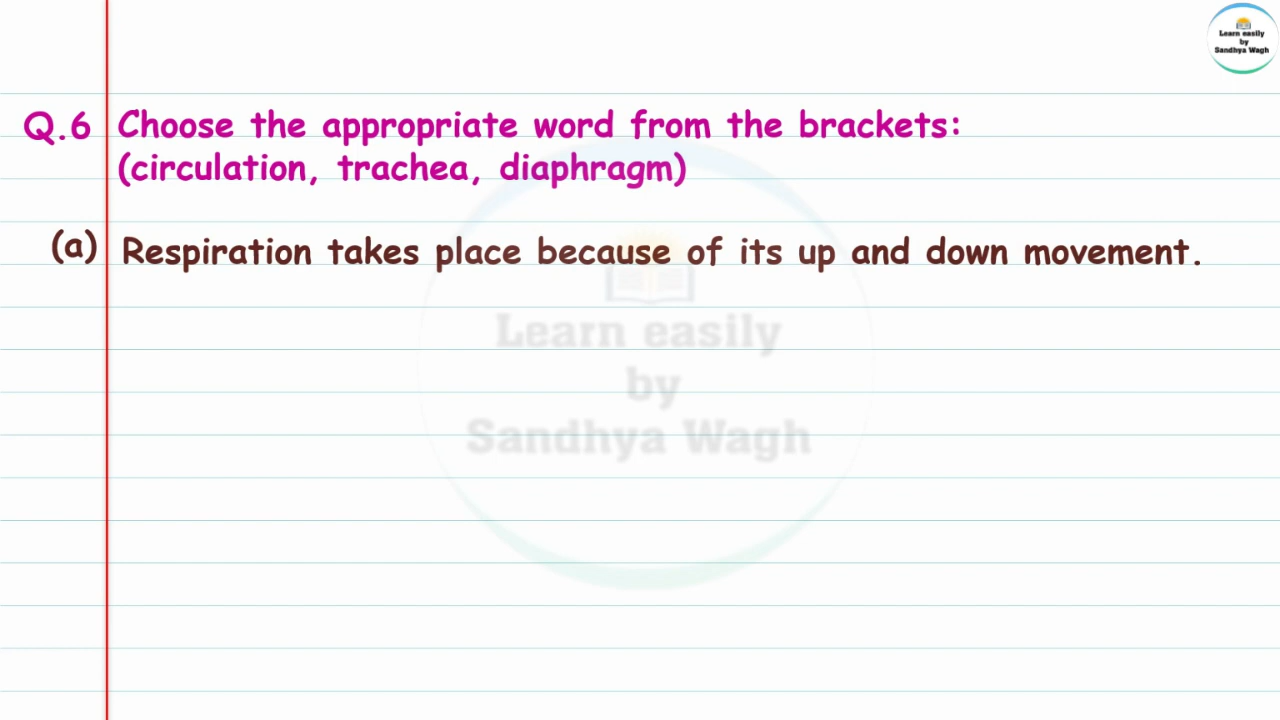 Learn easily
by
Sandhya Wagh
Q.6 Choose the appropriate word from the brackets:
(circulation, trachea, diaphragm)
(a) Respiration takes place because of its up and down movement.
Learn easily
by
Sandhya Wagh